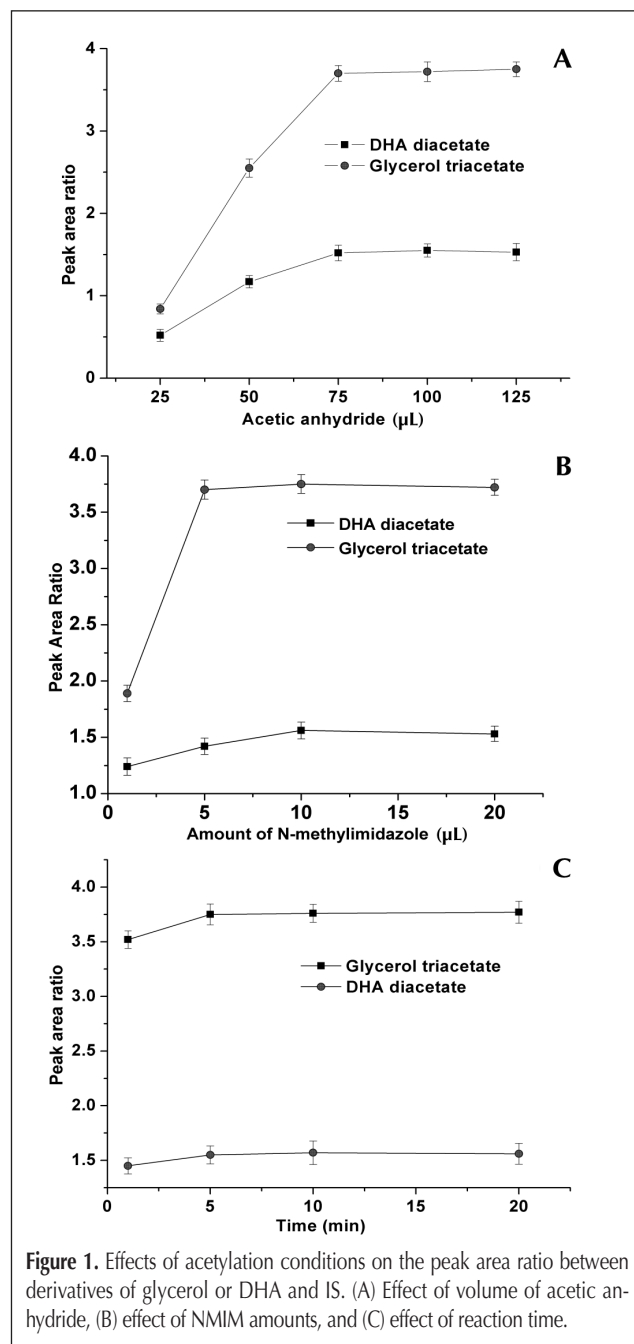 A
4
3
2
1
0
Peak area ratio
DHA diacetate
Glycerol triacetate
25 50 75 100 125
Acetic anhydride (μL)
B
4.0
3.5
3.0
2.5
2.0
1.5
1.0
Peak Area Ratio
DHA diacetate
Glycerol triacetate
0 5 10 15 20
Amount of N-methylimidazole (μL)
C
4.0
3.5
3.0
2.5
2.0
1.5
Peak area ratio
Glycerol triacetate
DHA diacetate
0 5 10 15 20
Time (min)
Figure 1. Effects of acetylation conditions on the peak area ratio between
derivatives of glycerol or DHA and IS. (A) Effect of volume of acetic an-
hydride, (B) effect of NMIM amounts, and (C) effect of reaction time.